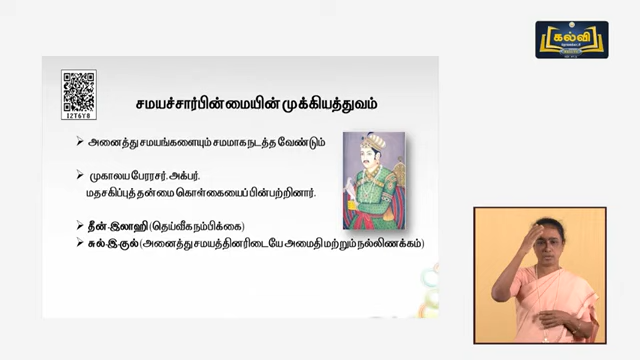 கல்வி
சமயச்சார்பின்மையின் முக்கியத்துவம்
I2T6Y8
➢ அனைத்து சமயங்களையும் சமமாக நடத்த வேண்டும்
➢ முகாலய பேரரசர். அக்பர்.
மதசகிப்புத் தன்மை கொள்கையைப் பின்பற்றினார்.
➢ தீன் -இலாஹி (தெய்வீக நம்பிக்கை)
➢ சுல்-இ-குல் (அனைத்து சமயத்தினரிடையே அமைதி மற்றும் நல்லிணக்கம்)